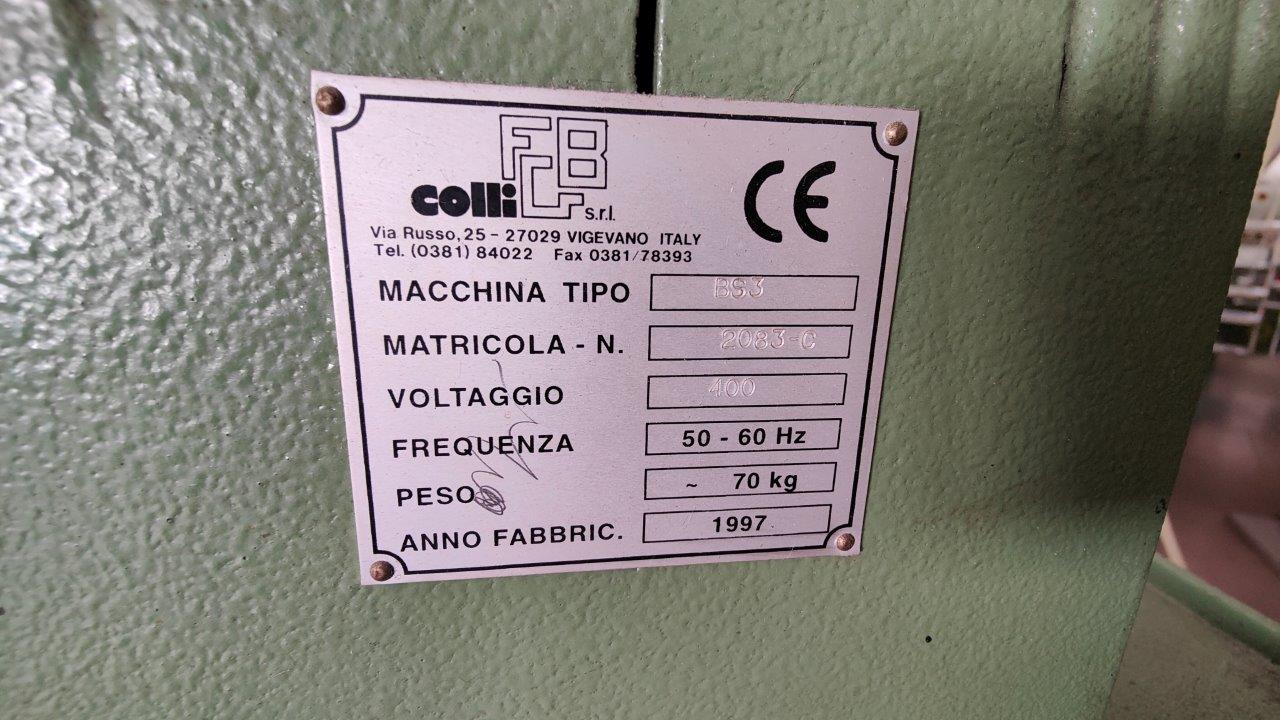 FCB
colli s.r.l.
Via Russo, 25 - 27029 VIGEVANO ITALY
Tel. (0381) 84022 Fax 0381/78393
CE
MACCHINA TIPO BS3
MATRICOLA - N. 2083-C
VOLTAGGIO 400
FREQUENZA 50 - 60 Hz
PESO ~ 70 kg
ANNO FABBRIC. 1997